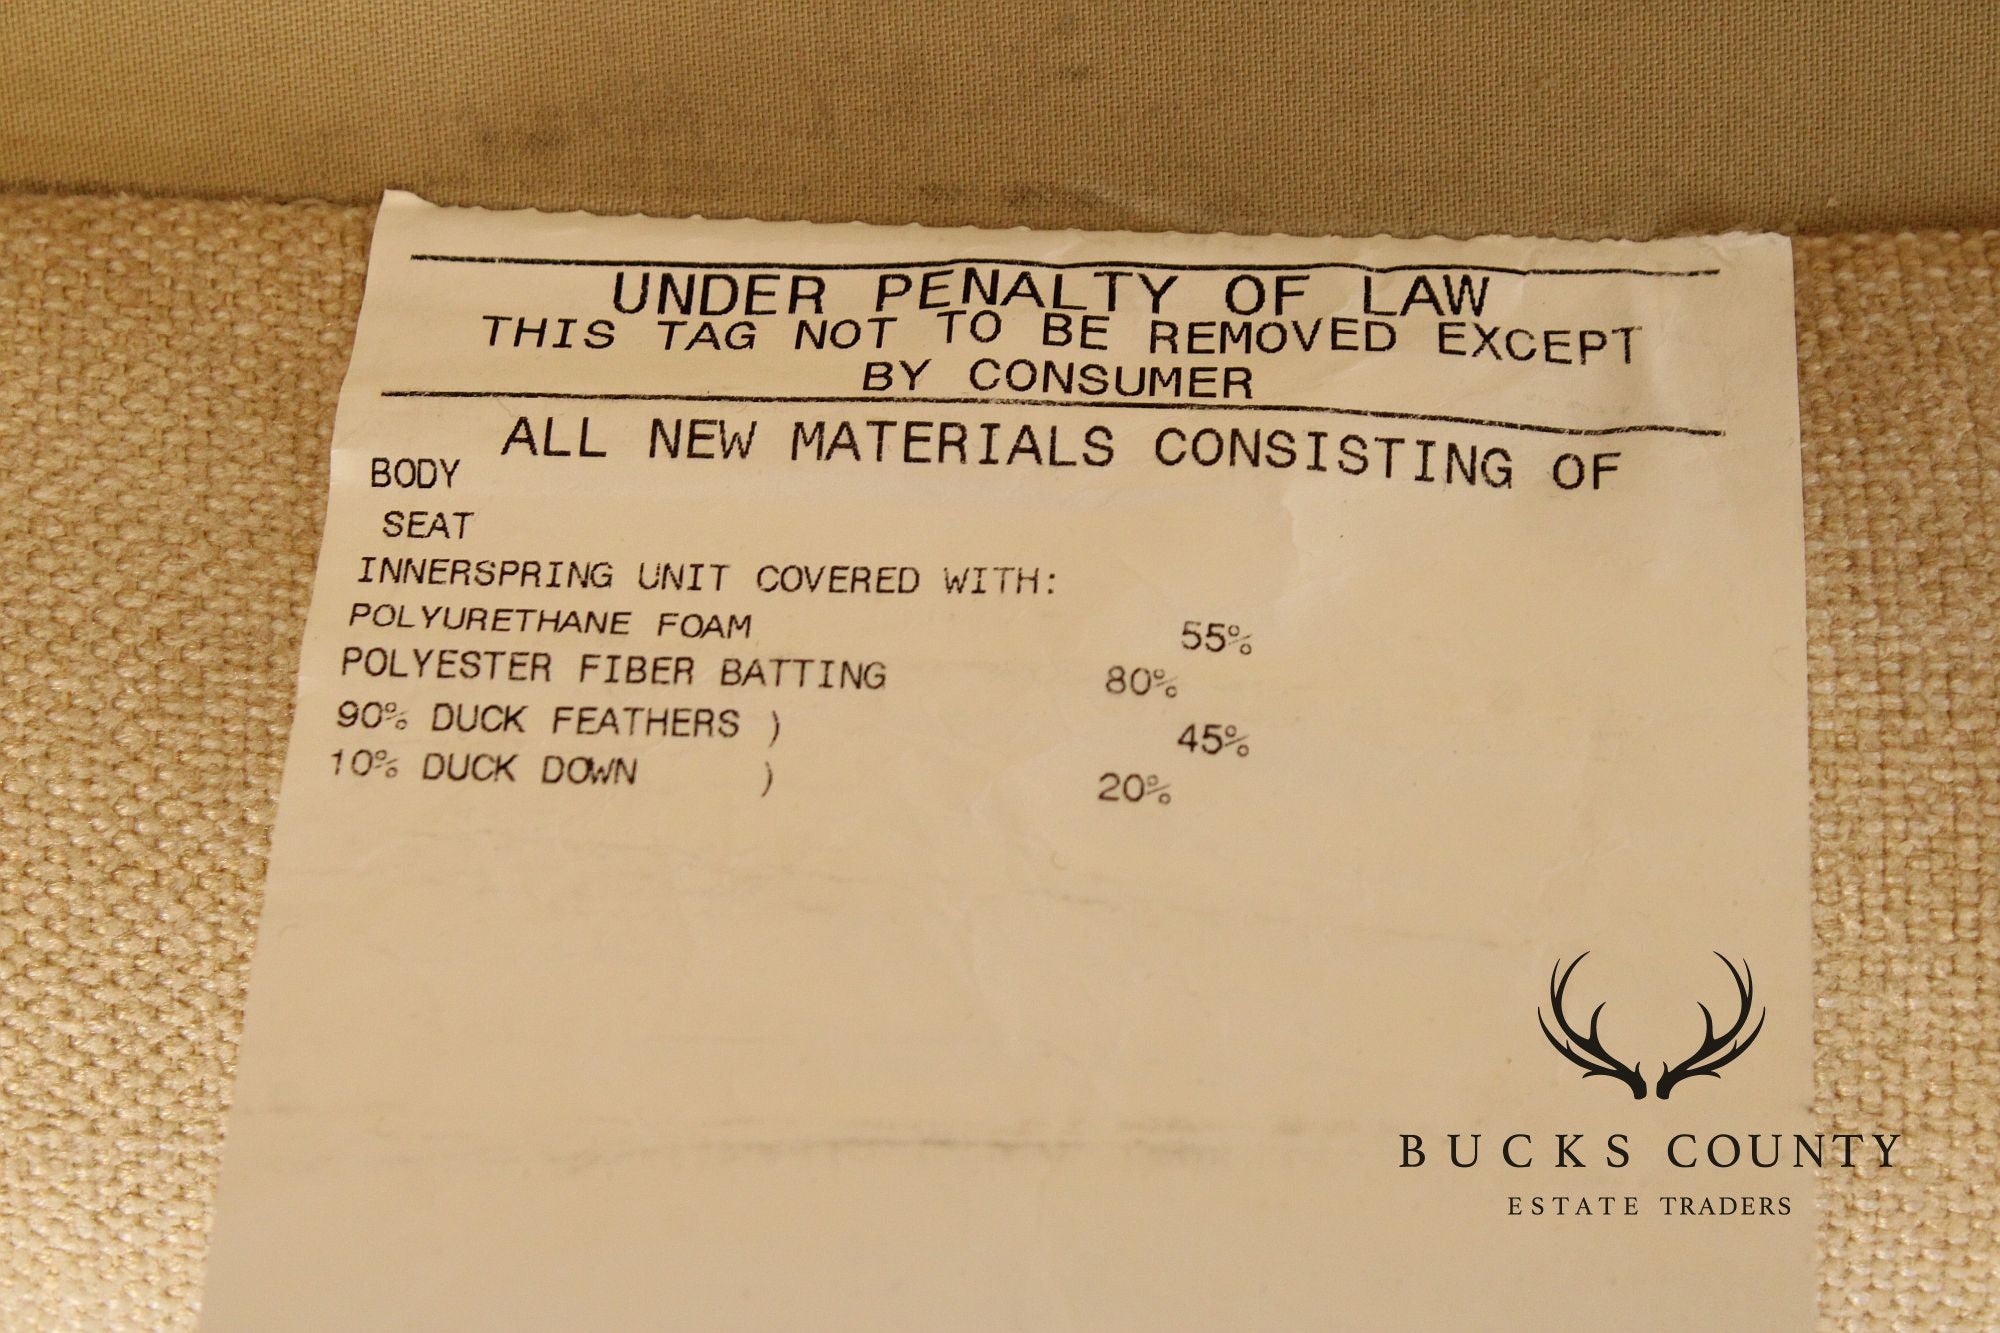 UNDER PENALTY OF LAW
THIS TAG NOT TO BE REMOVED EXCEPT
BY CONSUMER
ALL NEW MATERIALS CONSISTING OF
BODY
SEAT
INNERSPRING UNIT COVERED WITH:
POLYURETHANE FOAM 55%
POLYESTER FIBER BATTING 80%
90% DUCK FEATHERS ) 45%
10% DUCK DOWN ) 20%
BUCKS COUNTY
ESTATE TRADERS